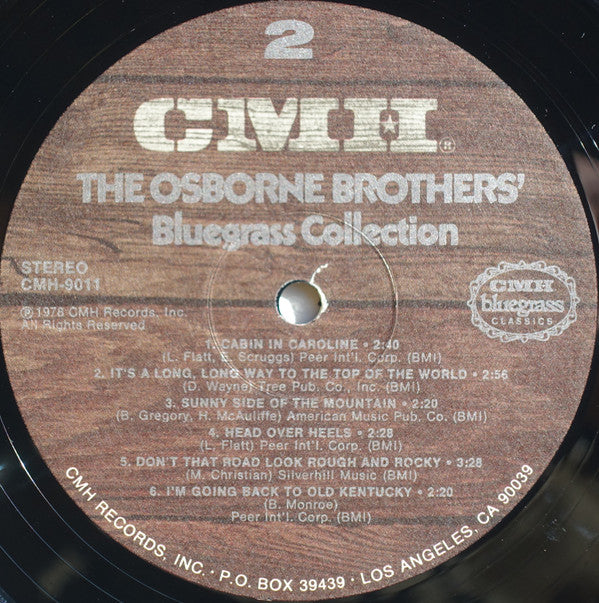 2
CMH®
THE OSBORNE BROTHERS'
Bluegrass Collection
STEREO
CMH-9011
℗ 1978 CMH Records, Inc.
All Rights Reserved
CMH
bluegrass
CLASSICS
1. CABIN IN CAROLINE • 2:40
(L. Flatt, E. Scruggs) Peer Int'l. Corp. (BMI)
2. IT'S A LONG, LONG WAY TO THE TOP OF THE WORLD • 2:56
(D. Wayne) Tree Pub. Co., Inc. (BMI)
3. SUNNY SIDE OF THE MOUNTAIN • 2:20
(B. Gregory, H. McAuliffe) American Music Pub. Co. (BMI)
4. HEAD OVER HEELS • 2:28
(L. Flatt) Peer Int'l. Corp. (BMI)
5. DON'T THAT ROAD LOOK ROUGH AND ROCKY • 3:28
(M. Christian) Silverhill Music (BMI)
6. I'M GOING BACK TO OLD KENTUCKY • 2:20
(B. Monroe)
Peer Int'l. Corp. (BMI)
CMH RECORDS, INC. • P.O. BOX 39439 • LOS ANGELES, CA 90039